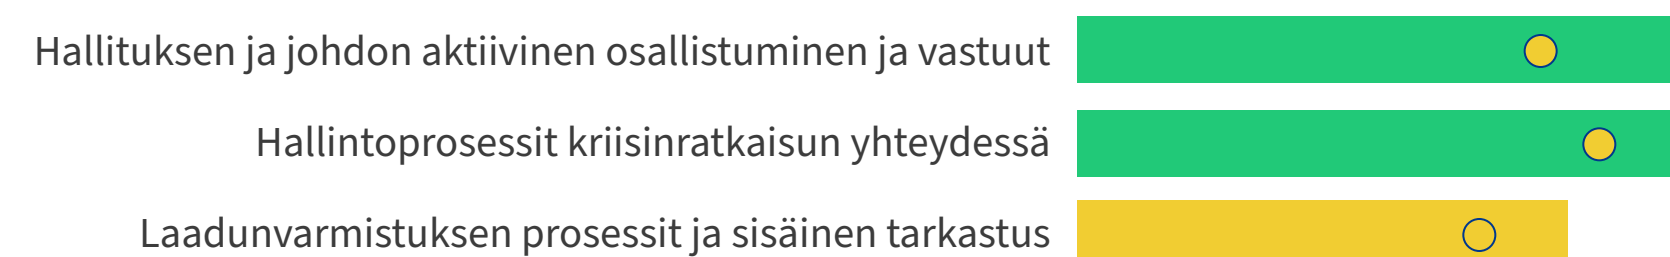 Hallituksen ja johdon aktiivinen osallistuminen ja vastuut
Hallintoprosessit kriisinratkaisun yhteydessä
Laadunvarmistuksen prosessit ja sisäinen tarkastus